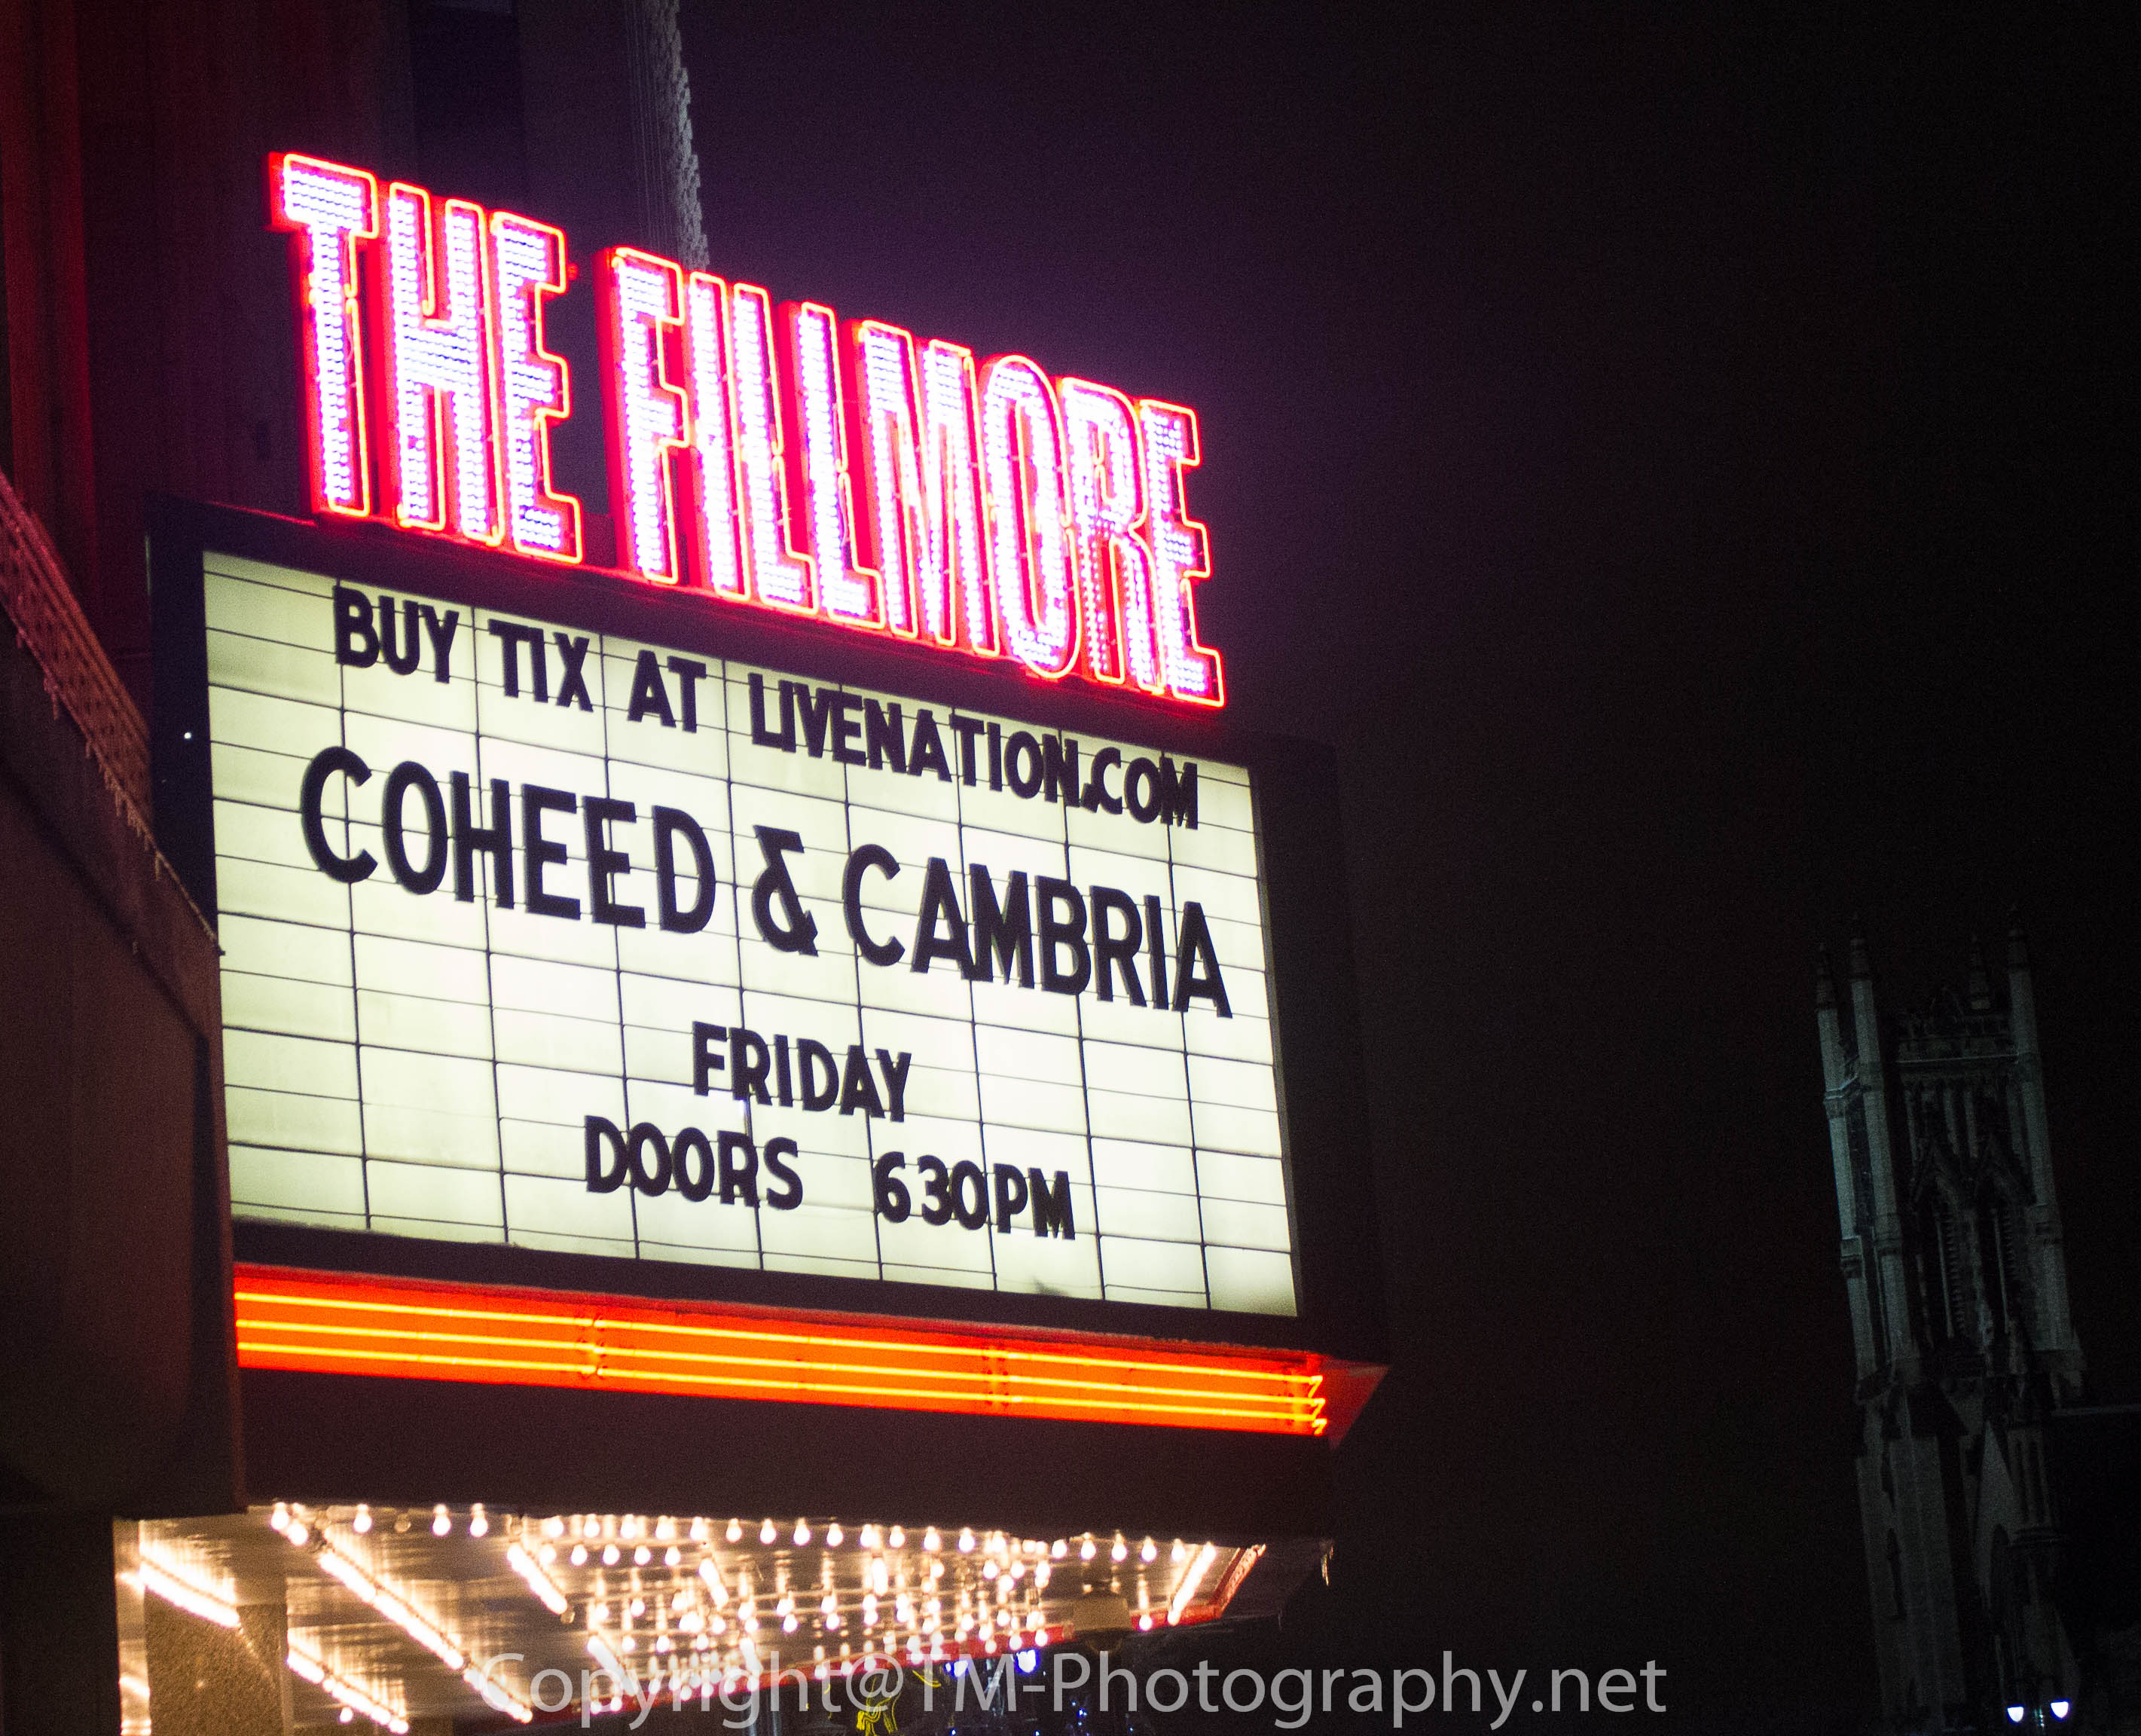 THE FILLMORE
BUY TIX AT LIVENATION.COM
COHEED & CAMBRIA
FRIDAY
DOORS 630PM
Copyright@TM-Photography.net